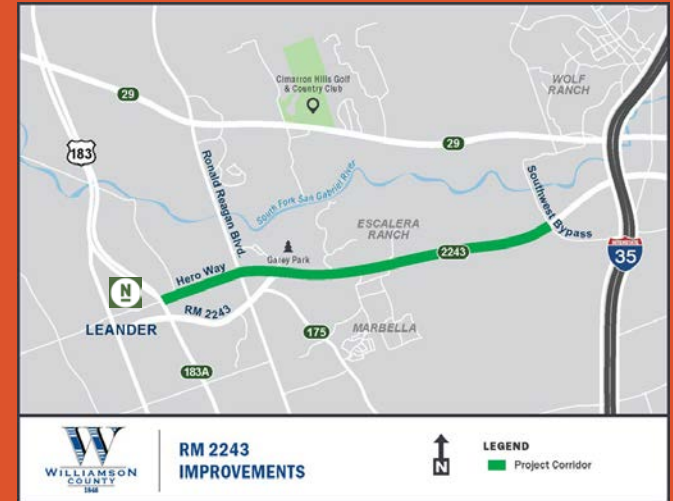 Cimarron Hills Golf
& Country Club
WOLF
RANCH
29
183
29
Ronald Reagan Blvd.
South Fork San Gabriel River
Southwest Bypass
ESCALERA
RANCH
INTERSTATE
35
Garey Park
2243
Hero Way
N
RM 2243
LEANDER
175
MARBELLA
183A
W
WILLIAMSON
COUNTY
1848
RM 2243
IMPROVEMENTS
N
LEGEND
Project Corridor